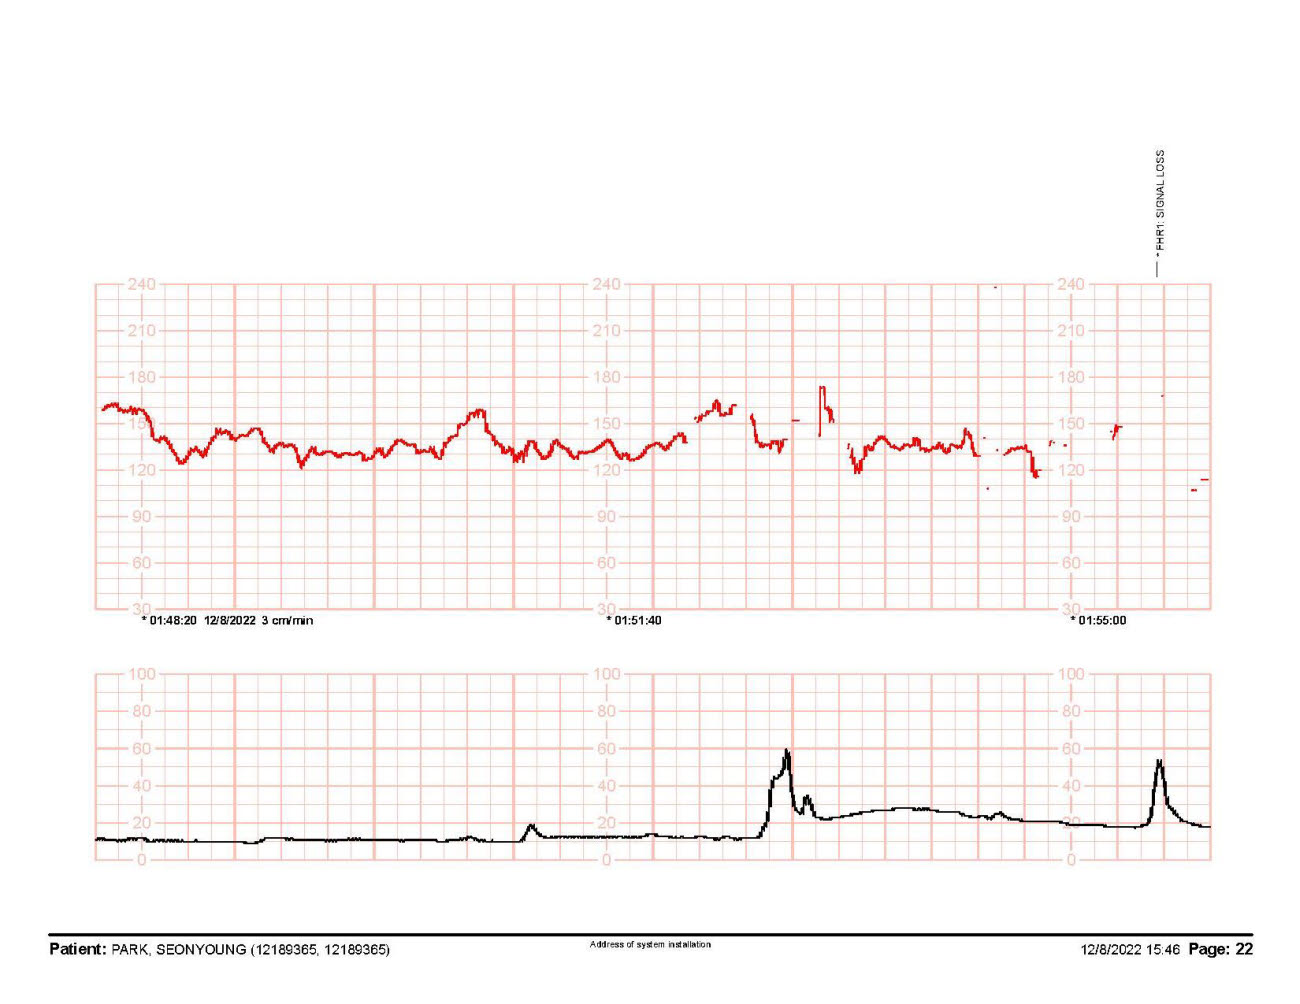 * FHR1: SIGNAL LOSS
240 240 240
210 210 210
180 180 180
150 150 150
120 120 120
90 90 90
60 60 60
30 30 30
* 01:48:20 12/8/2022 3 cm/min * 01:51:40 * 01:55:00
100 100 100
80 80 80
60 60 60
40 40 40
20 20 20
0 0 0
Patient: PARK, SEONYOUNG (12189365, 12189365) Address of system installation 12/8/2022 15:46 Page: 22